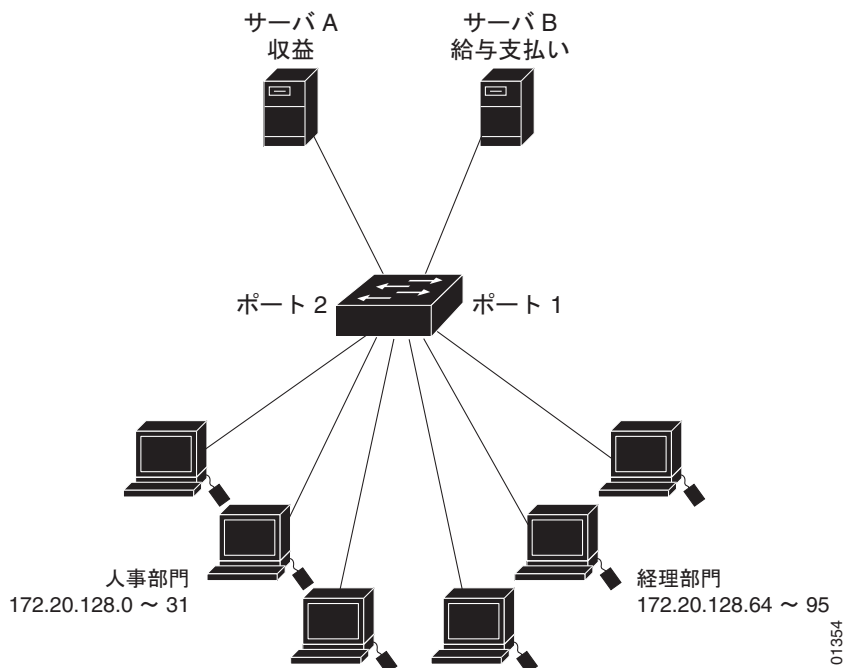 サーバ A
収益
サーバ B
給与支払い
ポート 2
ポート 1
人事部門
172.20.128.0 ～ 31
経理部門
172.20.128.64 ～ 95
01354